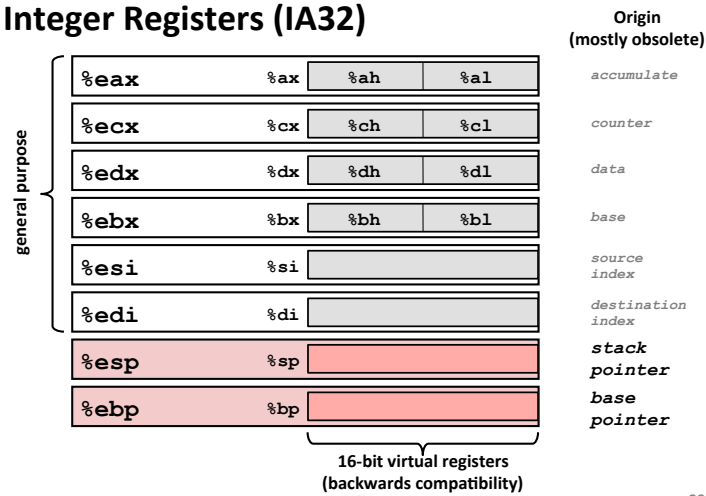 Integer Registers (IA32)
Origin
(mostly obsolete)
general purpose
%eax %ax %ah %al accumulate
%ecx %cx %ch %cl counter
%edx %dx %dh %dl data
%ebx %bx %bh %bl base
%esi %si source
index
%edi %di destination
index
%esp %sp stack
pointer
%ebp %bp base
pointer
16-bit virtual registers
(backwards compatibility)